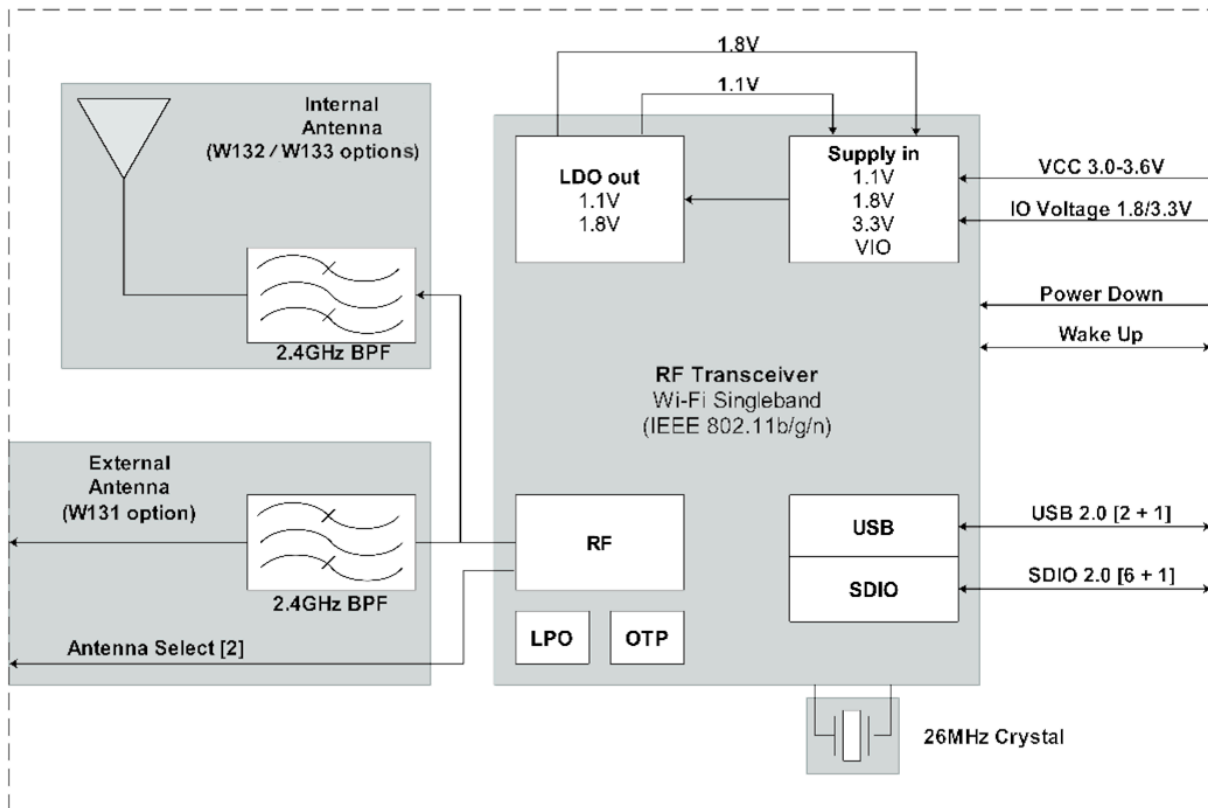 1.8V
1.1V
Internal
Antenna
(W132 / W133 options)
2.4GHz BPF
LDO out
1.1V
1.8V
Supply in
1.1V
1.8V
3.3V
VIO
VCC 3.0-3.6V
IO Voltage 1.8/3.3V
Power Down
Wake Up
RF Transceiver
Wi-Fi Singleband
(IEEE 802.11b/g/n)
External
Antenna
(W131 option)
2.4GHz BPF
Antenna Select [2]
RF
LPO
OTP
USB
SDIO
USB 2.0 [2 + 1]
SDIO 2.0 [6 + 1]
26MHz Crystal